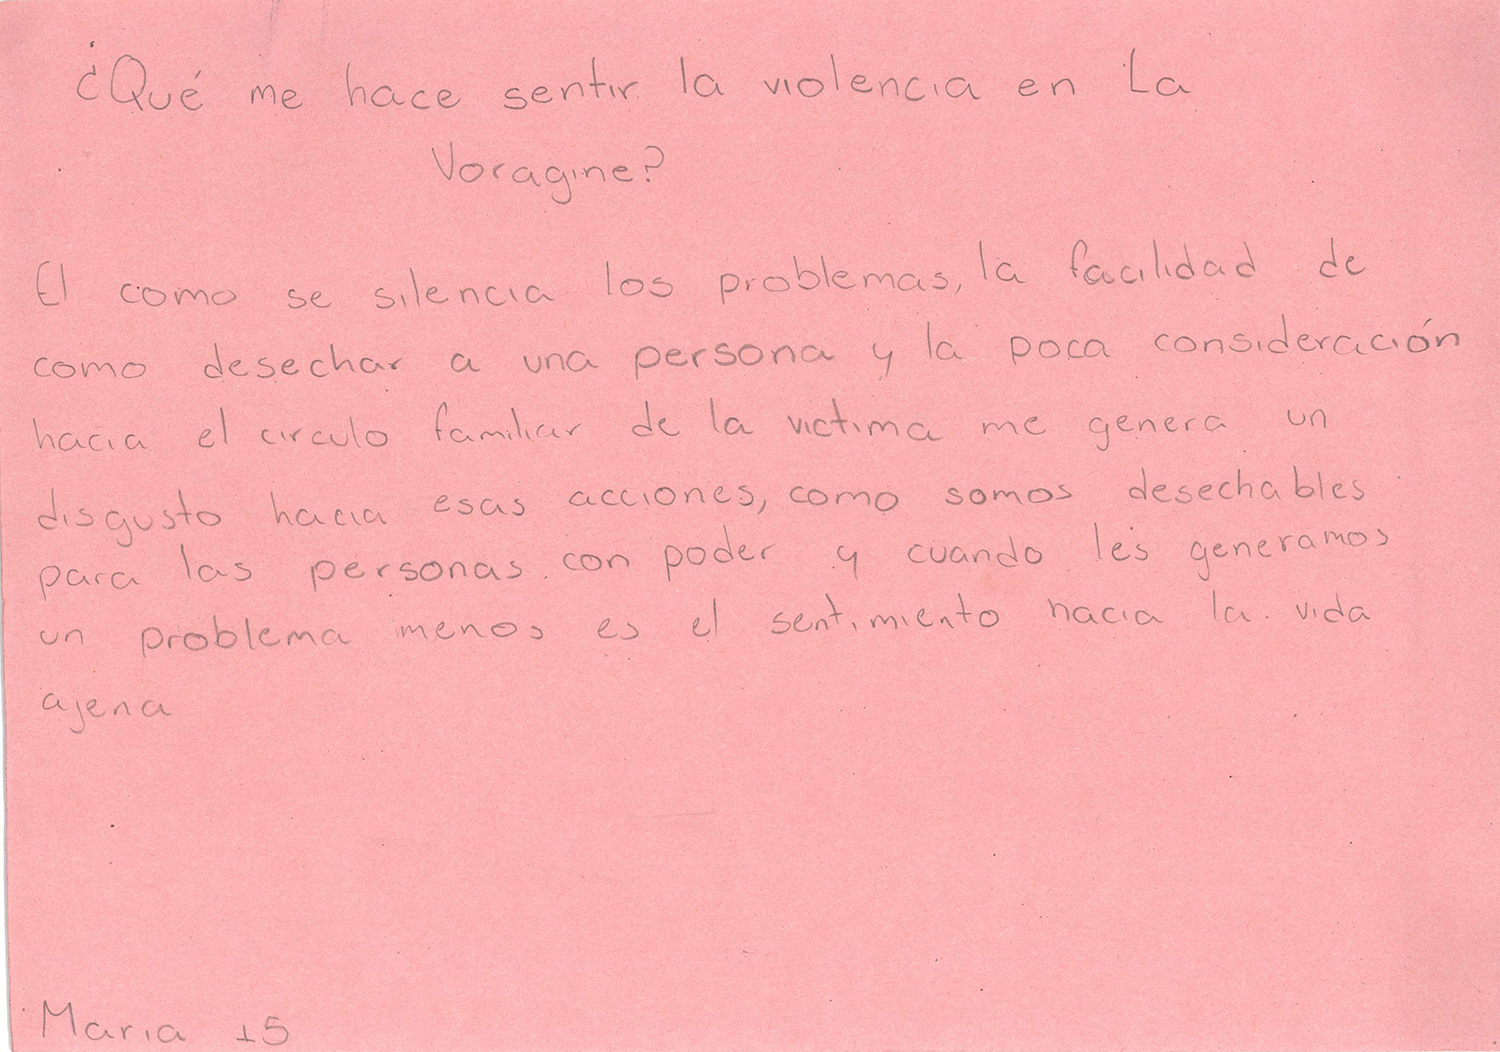 ¿Qué me hace sentir la violencia en La
Voragine?
El como se silencia los problemas, la facilidad de
como desechar a una persona y la poca consideración
hacia el circulo familiar de la victima me genera un
disgusto hacia esas acciones, como somos desechables
para las personas con poder y cuando les generamos
un problema menos es el sentimiento hacia la vida
ajena
Maria 15